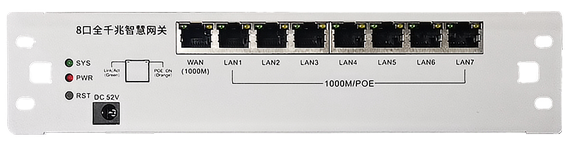 8口全千兆智慧网关
SYS
PWR
RST
Link/Act
(Green)
POE ON
(Orange)
DC 52V
WAN
(1000M)
LAN1
LAN2
LAN3
LAN4
LAN5
LAN6
LAN7
1000M/POE